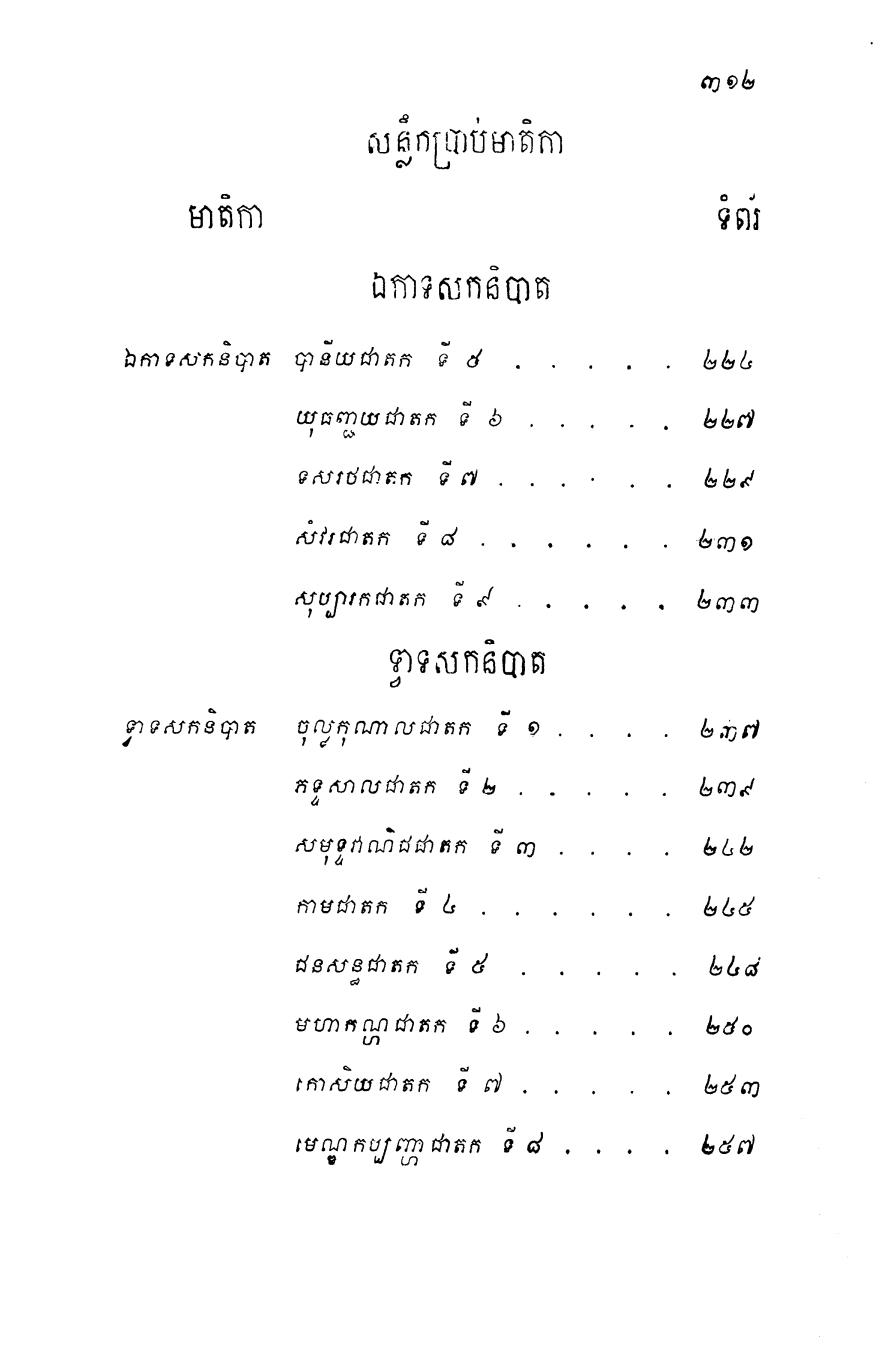 ៣១២
សន្លឹកប្រាប់មាតិកា
មាតិកា ទំព័រ
ឯកាទសកនិបាត
ឯកាទសកនិបាត បានីយជាតក ទី ៥ . . . . . ២២៤
យុធញ្ជយជាតក ទី ៦ . . . . . ២២៧
ទសរថជាតក ទី ៧ . . . . . . ២២៩
សំវរជាតក ទី ៨ . . . . . . ២៣១
សុប្បារកជាតក ទី ៩ . . . . . ២៣៣
ទ្វាទសកនិបាត
ទ្វាទសកនិបាត ចុល្លកុណាលជាតក ទី ១ . . . . ២៣៧
ភទ្ទសាលជាតក ទី ២ . . . . . ២៣៩
សមុទ្ទវាណិជជាតក ទី ៣ . . . . ២៤២
កាមជាតក ទី ៤ . . . . . . ២៤៥
ជនសន្ធជាតក ទី ៥ . . . . . ២៤៨
មហាកណ្ហជាតក ទី ៦ . . . . . ២៥០
កោសិយជាតក ទី ៧ . . . . . ២៥៣
មេណ្ឌកប្បញ្ហាជាតក ទី ៨ . . . . ២៥៧